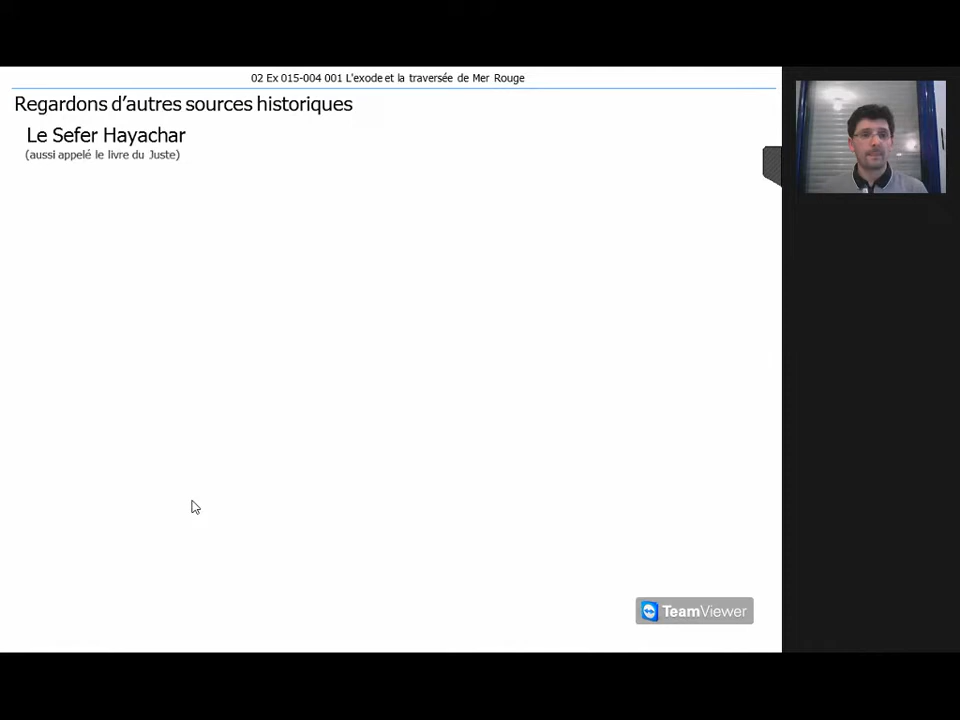 02 Ex 015-004 001 L'exode et la traversée de Mer Rouge
Regardons d'autres sources historiques
Le Sefer Hayachar
(aussi appelé le livre du Juste)
TeamViewer